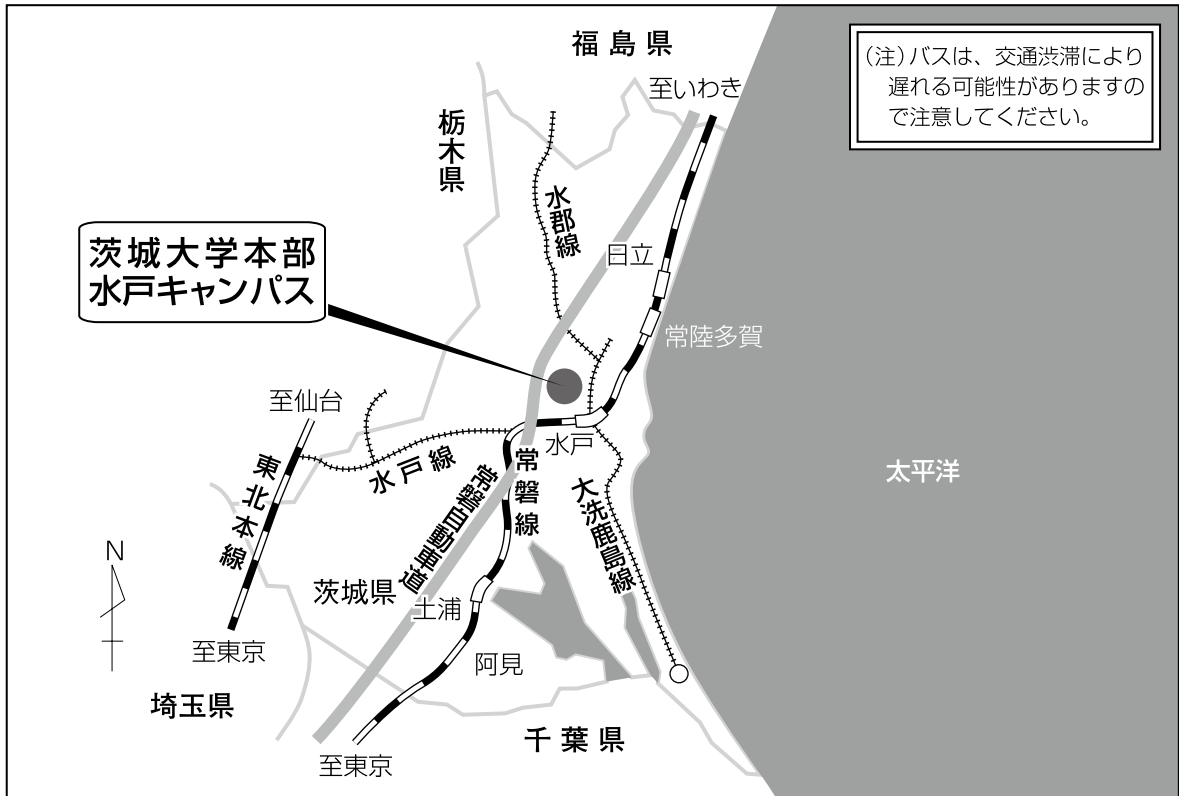 福島県
至いわき
(注)バスは、交通渋滞により
遅れる可能性がありますの
で注意してください。
栃木県
水郡線
日立
茨城大学本部
水戸キャンパス
常陸多賀
至仙台
水戸
水戸線
常磐線
東北本線
常磐自動車道
大洗鹿島線
太平洋
N
茨城県
土浦
至東京
阿見
埼玉県
千葉県
至東京